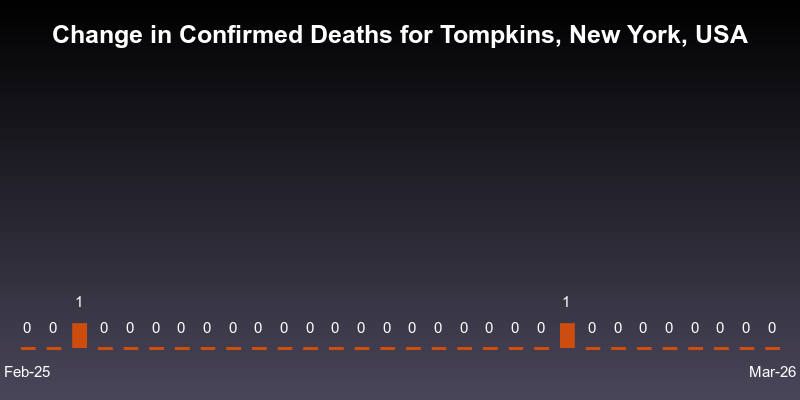 Change in Confirmed Deaths for Tompkins, New York, USA
1 1
0 0 0 0 0 0 0 0 0 0 0 0 0 0 0 0 0 0 0 0 0 0 0 0 0 0 0 0
Feb-25 Mar-26